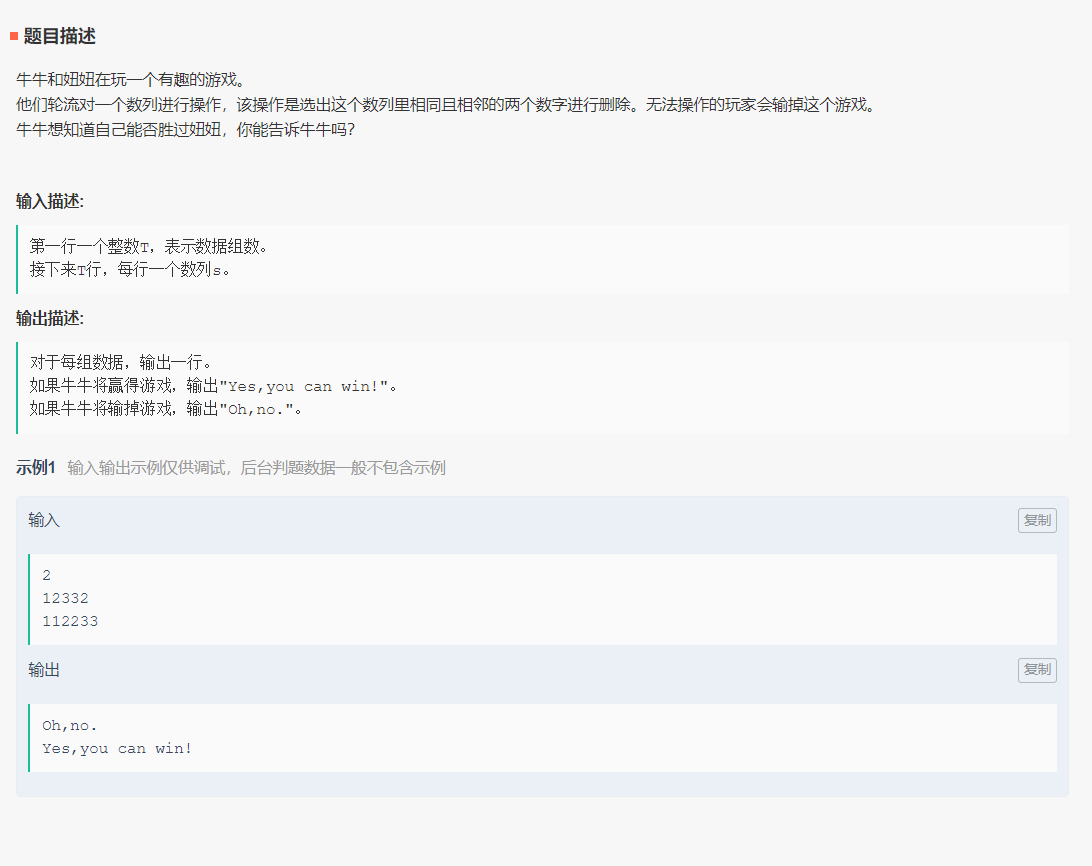 题目描述
牛牛和妞妞在玩一个有趣的游戏。
他们轮流对一个数列进行操作，该操作是选出这个数列里相同且相邻的两个数字进行删除。无法操作的玩家会输掉这个游戏。
牛牛想知道自己能否胜过妞妞，你能告诉牛牛吗?
输入描述:
第一行一个整数T，表示数据组数。
接下来T行，每行一个数列s。
输出描述:
对于每组数据，输出一行。
如果牛牛将赢得游戏，输出"Yes,you can win!"。
如果牛牛将输掉游戏，输出"Oh,no."。
示例1 输入输出示例仅供调试，后台判题数据一般不包含示例
输入 复制
2
12332
112233
输出 复制
Oh,no.
Yes,you can win!